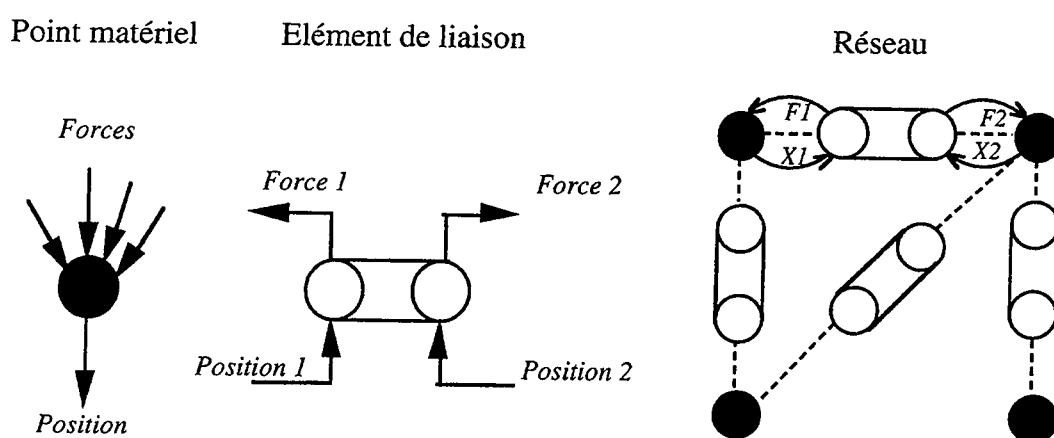 Point matériel
Elément de liaison
Réseau
Forces
Position
Force 1
Force 2
Position 1
Position 2
F1
F2
X1
X2